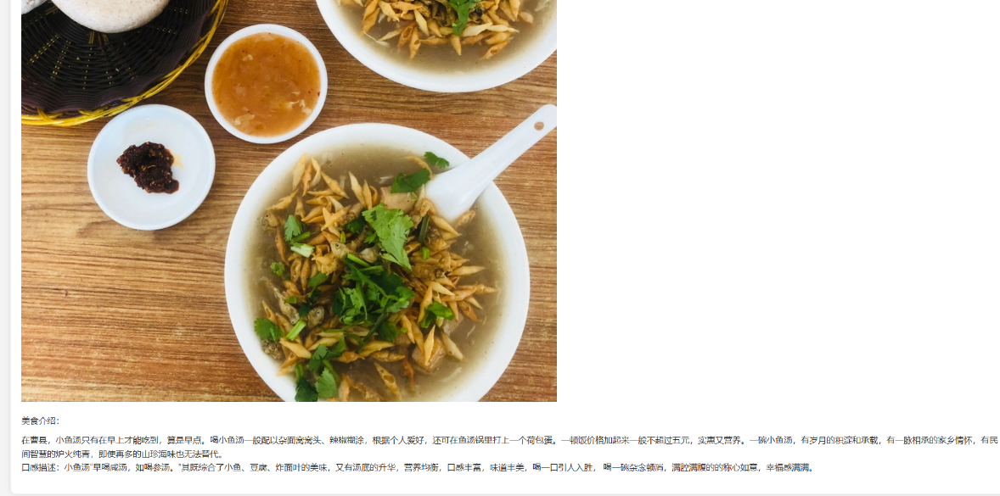 美食介绍：
在曹县，小鱼汤只有在早上才能吃到，算是早点。喝小鱼汤一般配以杂面窝窝头、辣椒糊涂，根据个人爱好，还可在鱼汤锅里打上一个荷包蛋。一顿饭价格加起来一般不超过五元，实惠又营养。一碗小鱼汤，有岁月的积淀和承载，有一脉相承的家乡情怀，有民
间智慧的炉火纯青，即使再多的山珍海味也无法替代。
口感描述：小鱼汤“早喝咸汤，如喝参汤。”其既综合了小鱼、豆腐、炸面叶的美味，又有汤底的升华，营养均衡，口感丰富，味道丰美，喝一口引人入胜， 喝一碗杂念顿消，满腔满腹的的称心如意，幸福感满满。